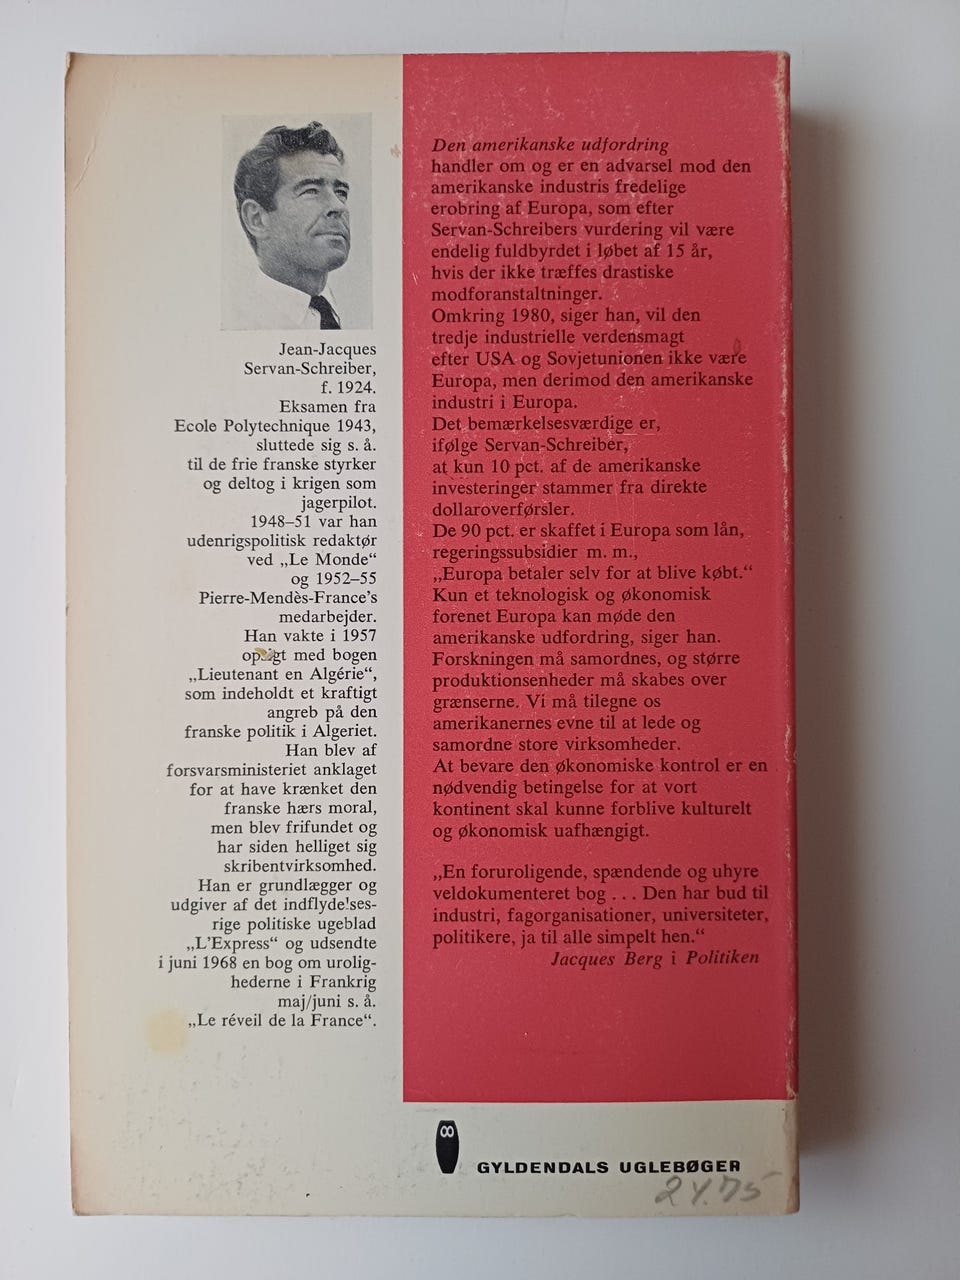 Jean-Jacques
Servan-Schreiber,
f. 1924.
Eksamen fra
Ecole Polytechnique 1943,
sluttede sig s. å.
til de frie franske styrker
og deltog i krigen som
jagerpilot.
1948–51 var han
udenrigspolitisk redaktør
ved „Le Monde“
og 1952–55
Pierre-Mendès-France's
medarbejder.
Han vakte i 1957
opsigt med bogen
„Lieutenant en Algérie“,
som indeholdt et kraftigt
angreb på den
franske politik i Algeriet.
Han blev af
forsvarsministeriet anklaget
for at have krænket den
franske hærs moral,
men blev frifundet og
har siden helliget sig
skribentvirksomhed.
Han er grundlægger og
udgiver af det indflydelses-
rige politiske ugeblad
„L'Express“ og udsendte
i juni 1968 en bog om urolig-
hederne i Frankrig
maj/juni s. å.
„Le réveil de la France“.
Den amerikanske udfordring
handler om og er en advarsel mod den
amerikanske industris fredelige
erobring af Europa, som efter
Servan-Schreibers vurdering vil være
endelig fuldbyrdet i løbet af 15 år,
hvis der ikke træffes drastiske
modforanstaltninger.
Omkring 1980, siger han, vil den
tredje industrielle verdensmagt
efter USA og Sovjetunionen ikke være
Europa, men derimod den amerikanske
industri i Europa.
Det bemærkelsesværdige er,
ifølge Servan-Schreiber,
at kun 10 pct. af de amerikanske
investeringer stammer fra direkte
dollaroverførsler.
De 90 pct. er skaffet i Europa som lån,
regeringssubsidier m. m.,
„Europa betaler selv for at blive købt.“
Kun et teknologisk og økonomisk
forenet Europa kan møde den
amerikanske udfordring, siger han.
Forskningen må samordnes, og større
produktionsenheder må skabes over
grænserne. Vi må tilegne os
amerikanernes evne til at lede og
samordne store virksomheder.
At bevare den økonomiske kontrol er en
nødvendig betingelse for at vort
kontinent skal kunne forblive kulturelt
og økonomisk uafhængigt.
„En foruroligende, spændende og uhyre
veldokumenteret bog . . . Den har bud til
industri, fagorganisationer, universiteter,
politikere, ja til alle simpelt hen.“
Jacques Berg i Politiken
GYLDENDALS UGLEBØGER
24.75